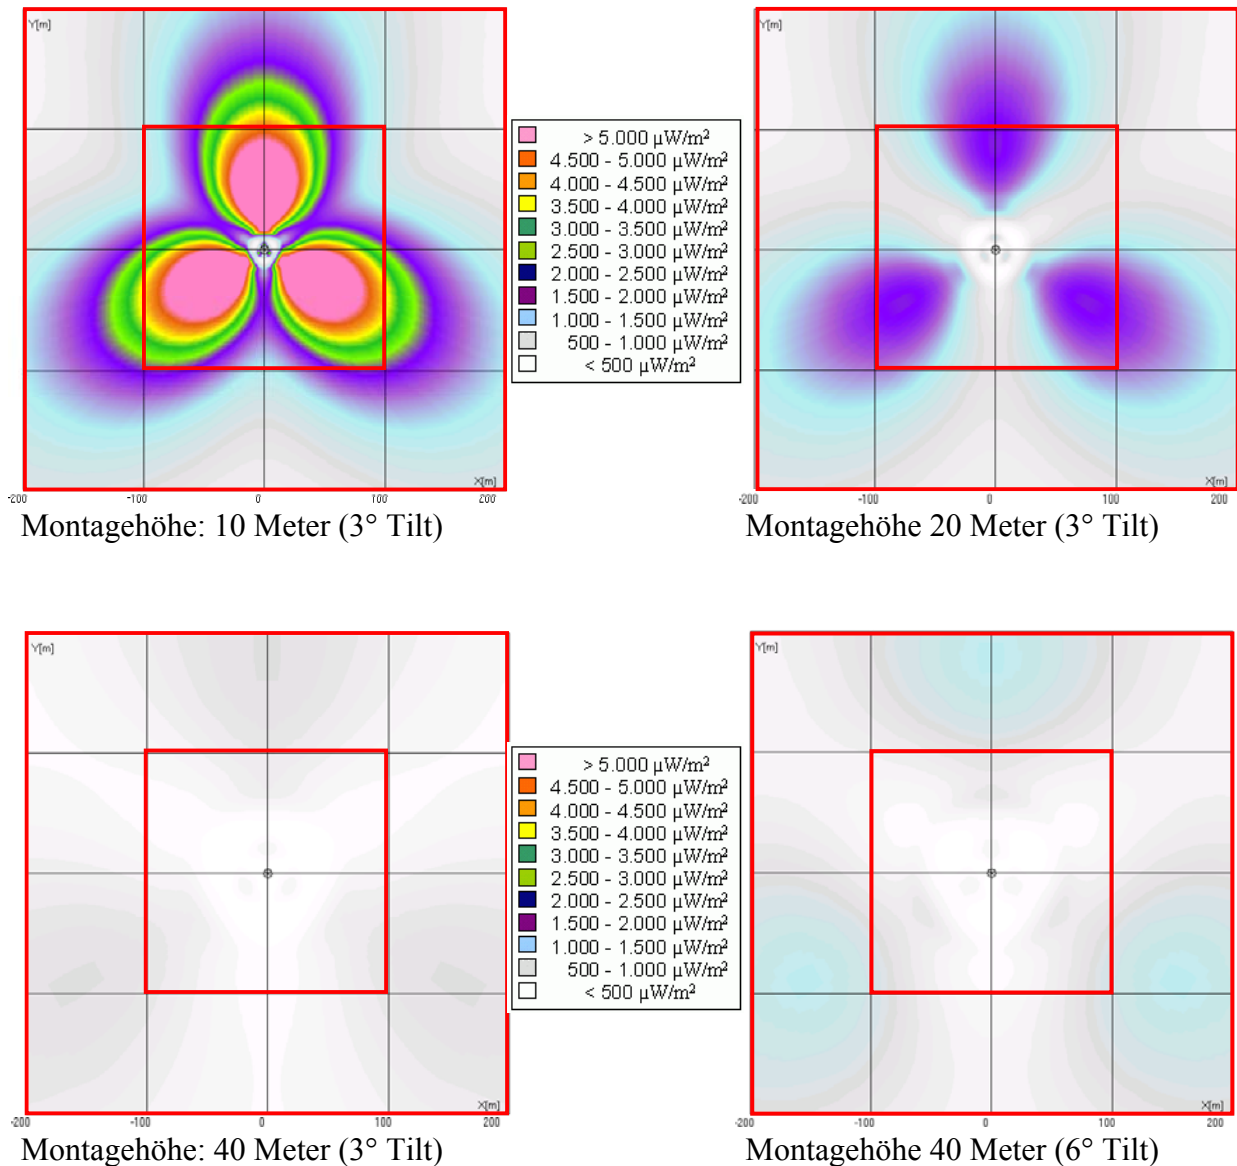 Y[m]
X[m]
-200 -100 0 100 200
Montagehöhe: 10 Meter (3° Tilt)
> 5.000 µW/m²
4.500 - 5.000 µW/m²
4.000 - 4.500 µW/m²
3.500 - 4.000 µW/m²
3.000 - 3.500 µW/m²
2.500 - 3.000 µW/m²
2.000 - 2.500 µW/m²
1.500 - 2.000 µW/m²
1.000 - 1.500 µW/m²
500 - 1.000 µW/m²
< 500 µW/m²
Y[m]
X[m]
-200 -100 0 100 200
Montagehöhe 20 Meter (3° Tilt)
Y[m]
X[m]
-200 -100 0 100 200
Montagehöhe: 40 Meter (3° Tilt)
> 5.000 µW/m²
4.500 - 5.000 µW/m²
4.000 - 4.500 µW/m²
3.500 - 4.000 µW/m²
3.000 - 3.500 µW/m²
2.500 - 3.000 µW/m²
2.000 - 2.500 µW/m²
1.500 - 2.000 µW/m²
1.000 - 1.500 µW/m²
500 - 1.000 µW/m²
< 500 µW/m²
Y[m]
X[m]
-200 -100 0 100 200
Montagehöhe 40 Meter (6° Tilt)